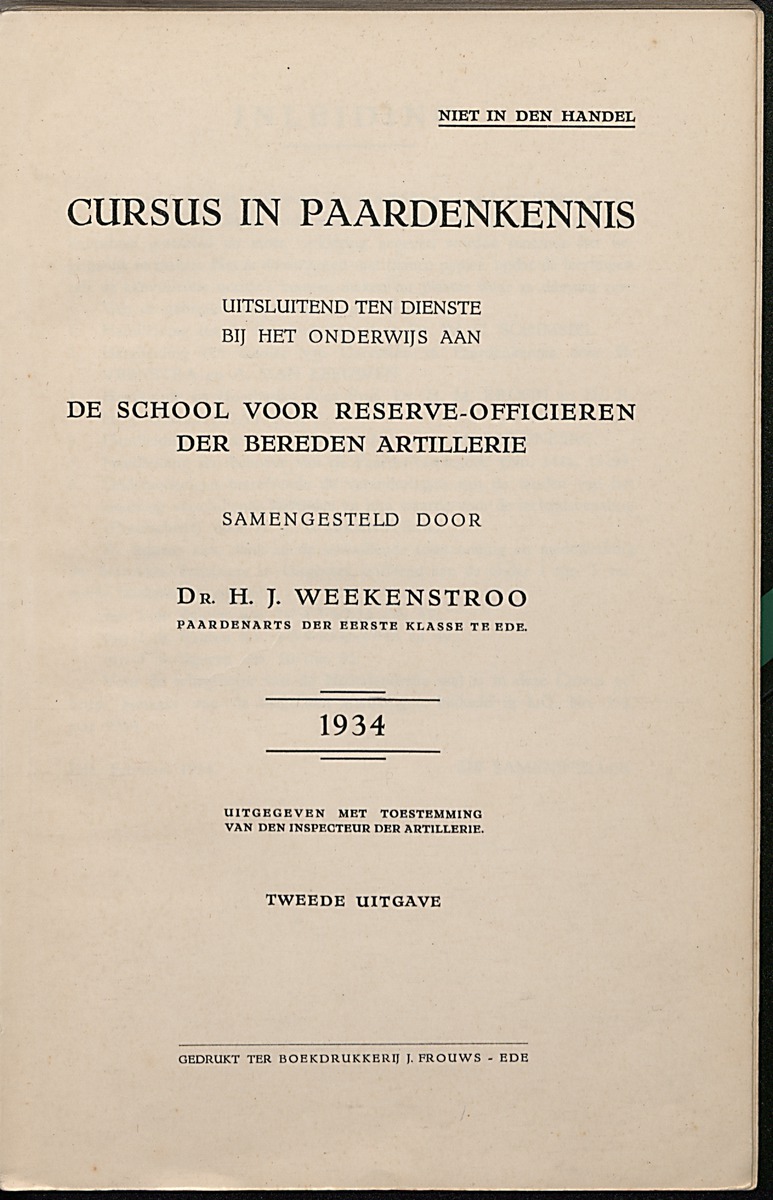 NIET IN DEN HANDEL
CURSUS IN PAARDENKENNIS
UITSLUITEND TEN DIENSTE
BIJ HET ONDERWIJS AAN
DE SCHOOL VOOR RESERVE-OFFICIEREN
DER BEREDEN ARTILLERIE
SAMENGESTELD DOOR
DR. H. J. WEEKENSTROO
PAARDENARTS DER EERSTE KLASSE TE EDE.
1934
UITGEGEVEN MET TOESTEMMING
VAN DEN INSPECTEUR DER ARTILLERIE.
TWEEDE UITGAVE
GEDRUKT TER BOEKDRUKKERIJ J. FROUWS - EDE